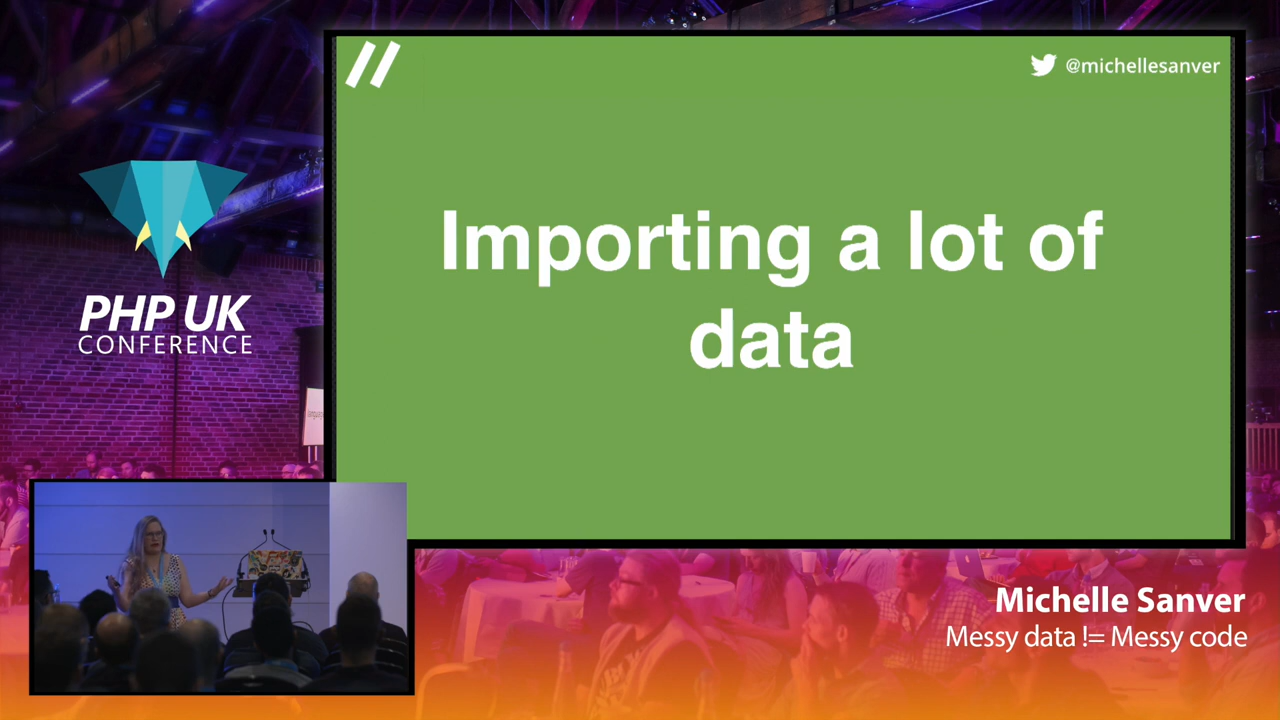 @michellesanver
Importing a lot of
data
PHP UK
CONFERENCE
Michelle Sanver
Messy data != Messy code